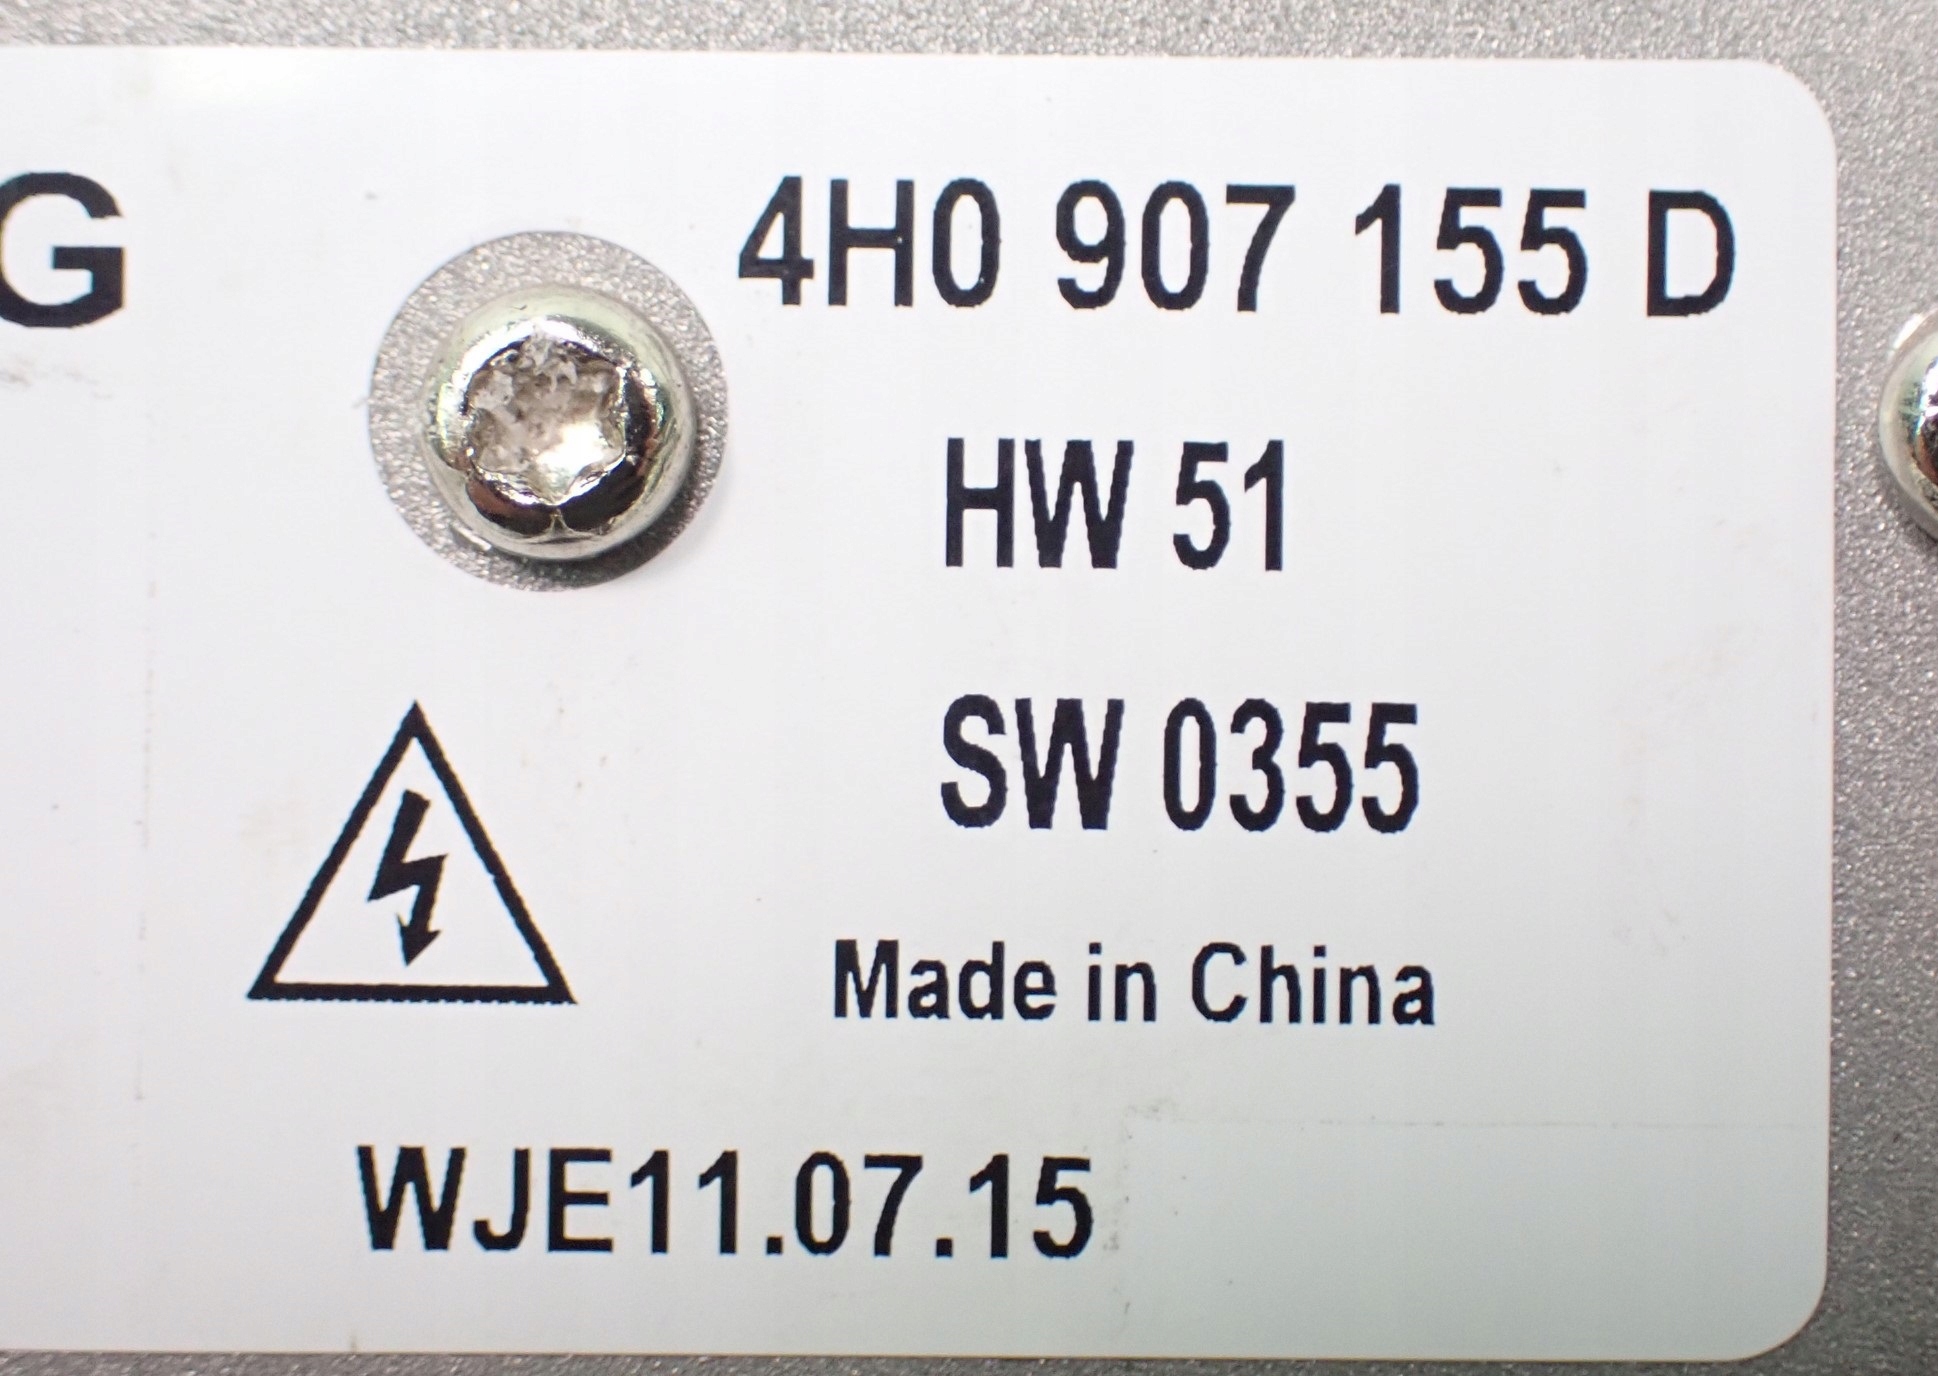 G
4H0 907 155 D
HW 51
SW 0355
Made in China
WJE11.07.15